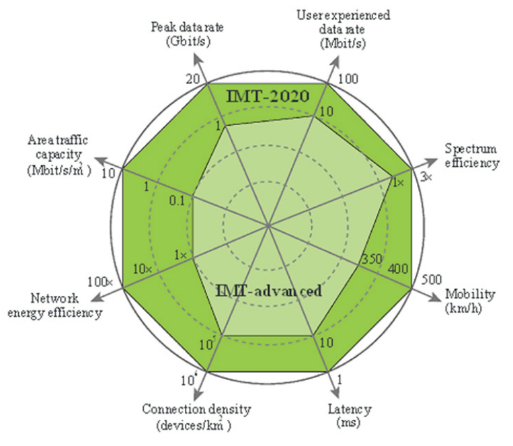 Peak data rate
(Gbit/s)
User experienced
data rate
(Mbit/s)
20
100
IMT-2020
1
10
Area traffic
capacity
(Mbit/s/m²)
Spectrum
efficiency
10
1
0.1
1×
3×
1×
10×
100×
350
400
500
Network
energy efficiency
IMT-advanced
Mobility
(km/h)
10
10
1
Connection density
(devices/km²)
Latency
(ms)